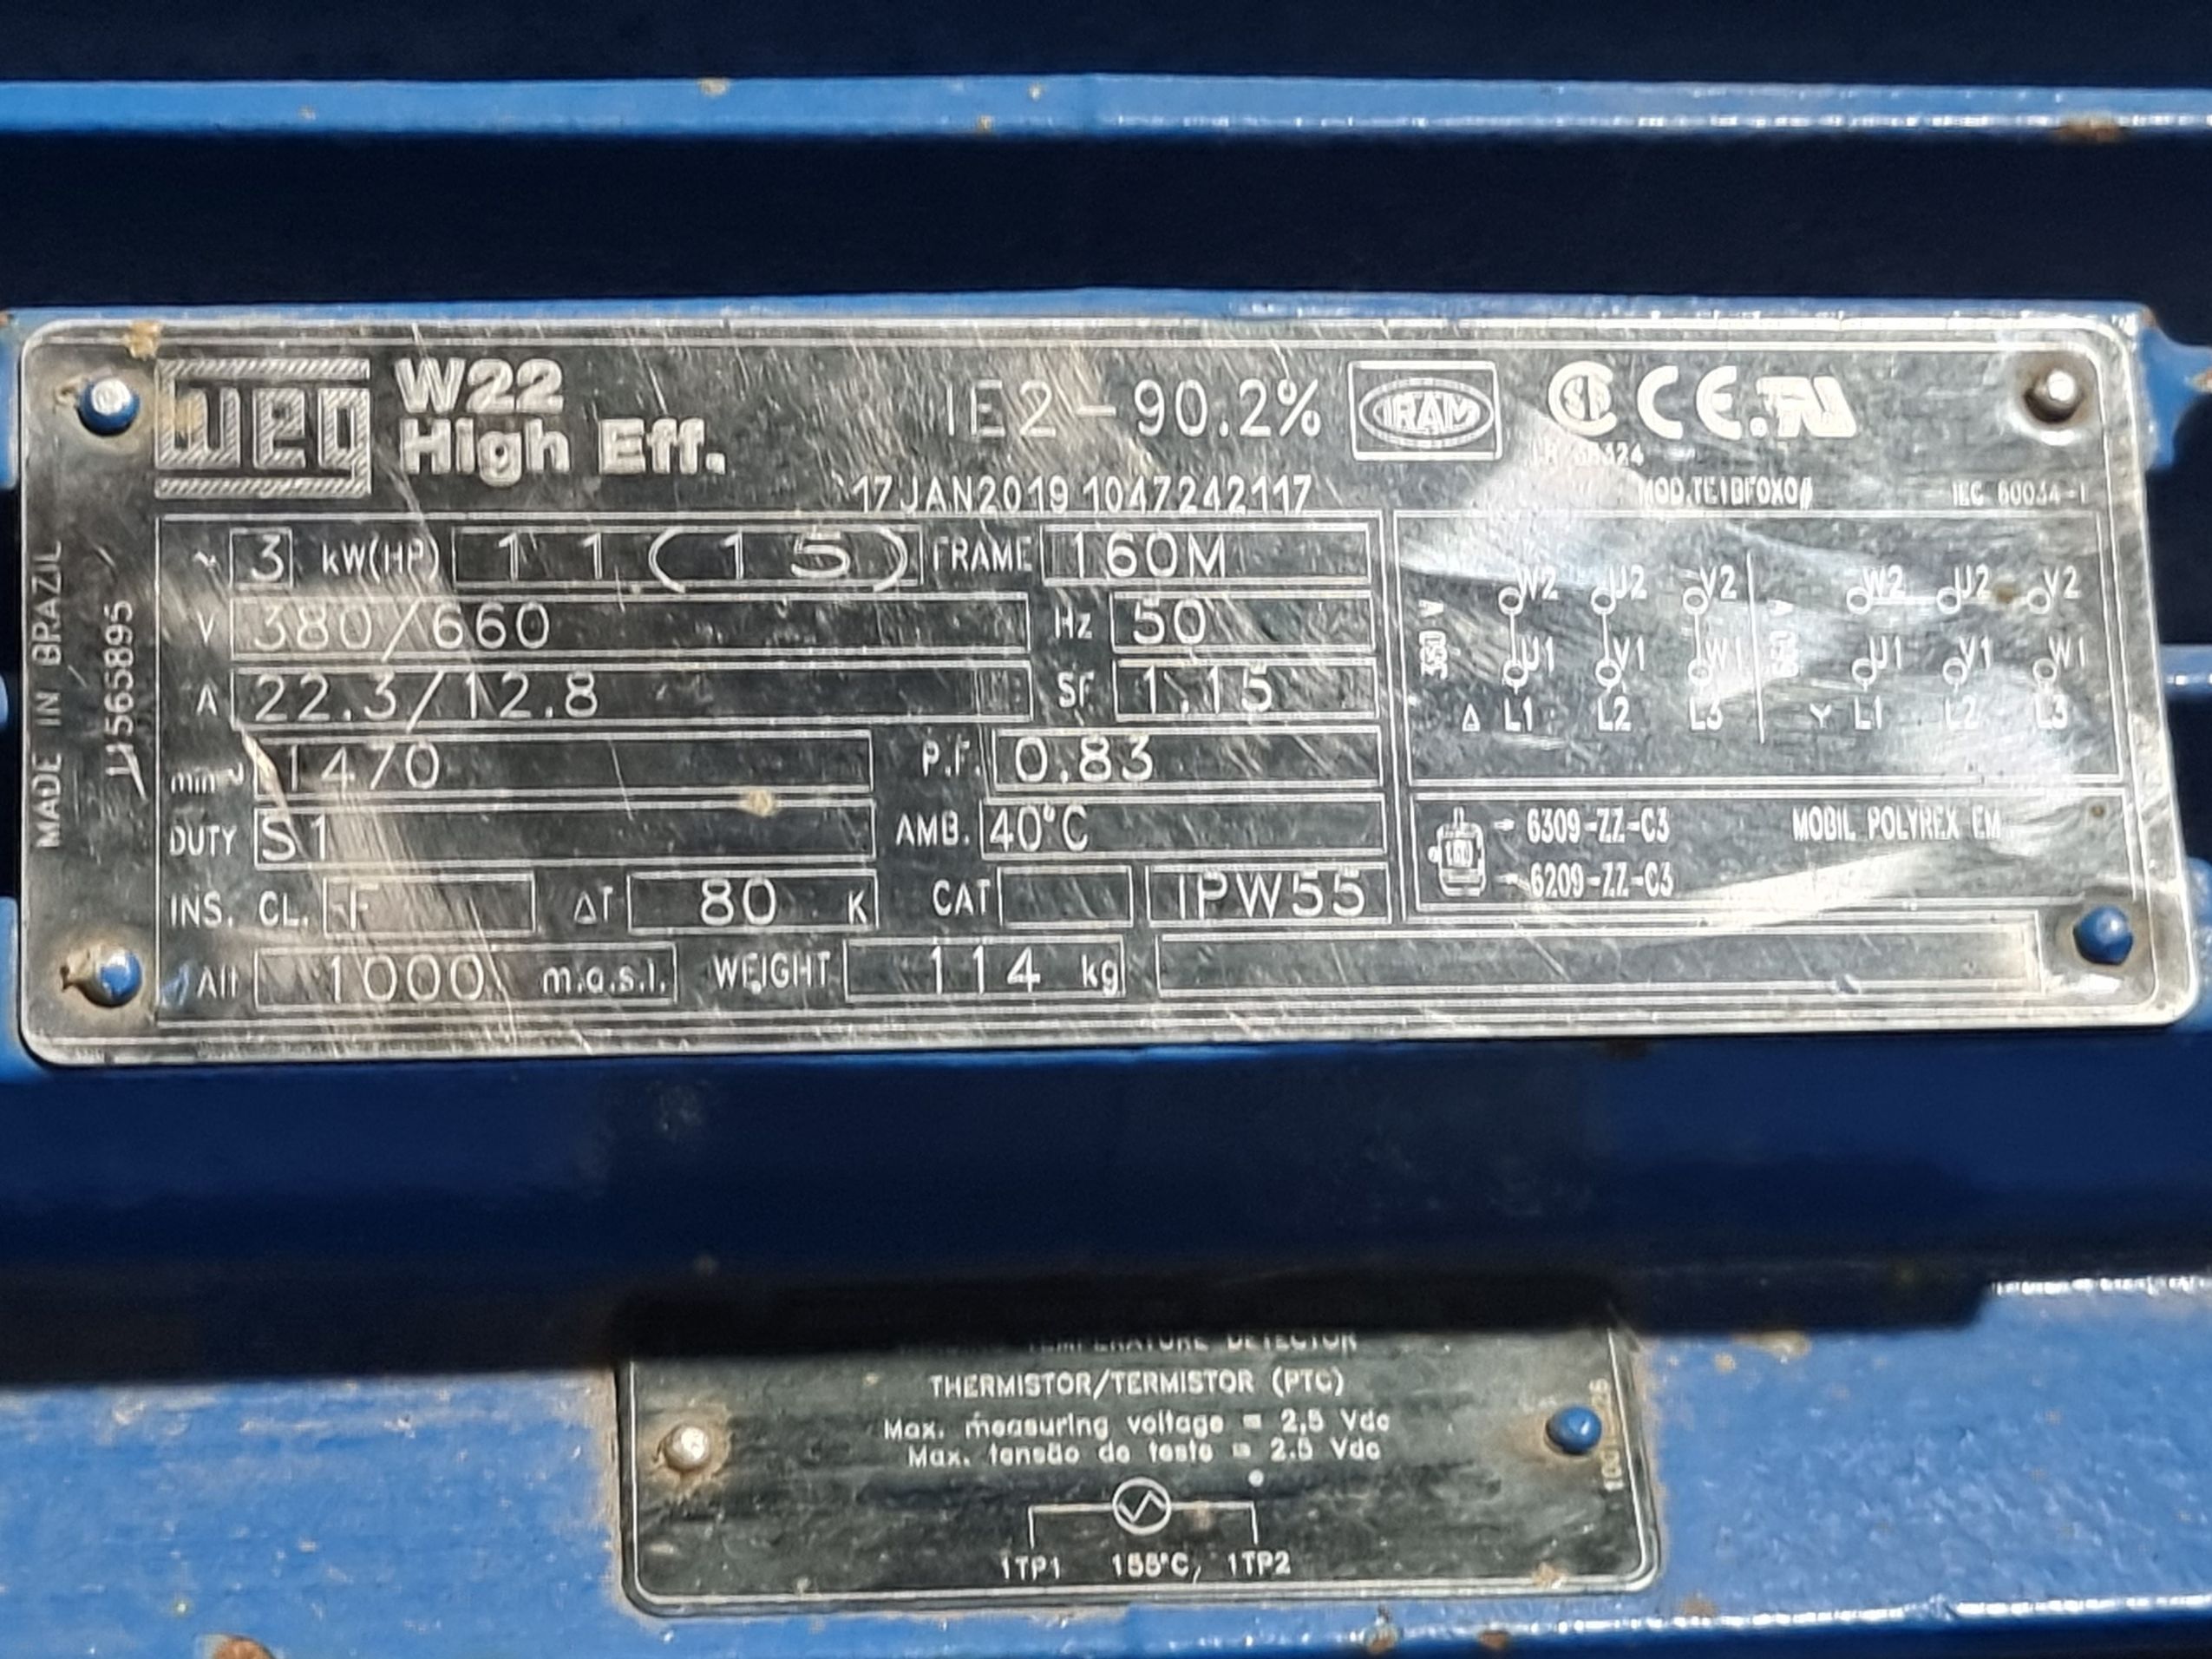 weg W22 High Eff. IE2-90.2% IRAM CE
17JAN2019 1047242117
MADE IN BRAZIL
~ 3 kW(HP) 11(15) FRAME 160M
V 380/660 Hz 50
A 22.3/12.8 SF 1.15
min 1470 P.F. 0.83
DUTY S1 AMB. 40°C
INS. CL. F ΔT 80 K CAT IPW55
Alt 1000 m.a.s.l. WEIGHT 114 kg
IEC 60034-1
W2 U2 V2 W2 U2 V2
U1 V1 W1 U1 V1 W1
Δ L1 L2 L3 Y L1 L2 L3
6309-ZZ-C3 MOBIL POLYREX EM
6209-ZZ-C3
TEMPERATURE DETECTOR
THERMISTOR/TERMISTOR (PTC)
Max. measuring voltage = 2,5 Vdc
Max. tensão de teste = 2.5 Vdc
1TP1 155°C, 1TP2